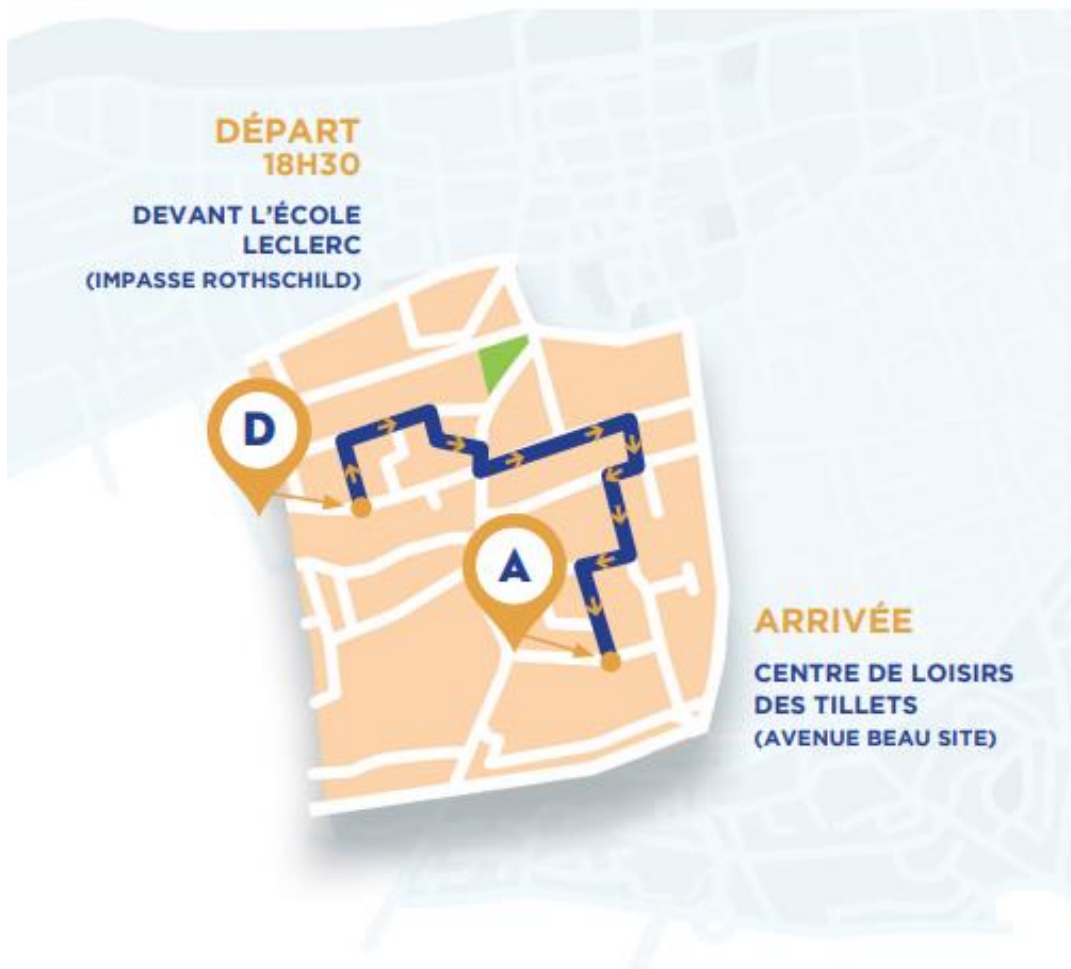 DÉPART
18H30
DEVANT L'ÉCOLE
LECLERC
(IMPASSE ROTHSCHILD)
D
A
ARRIVÉE
CENTRE DE LOISIRS
DES TILLETS
(AVENUE BEAU SITE)